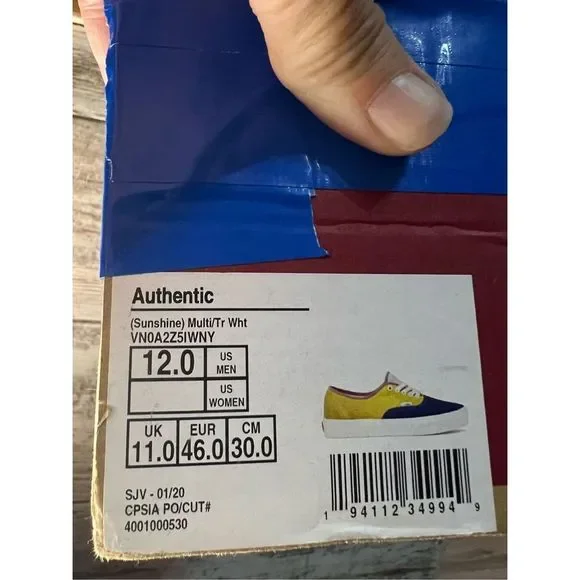 Authentic
(Sunshine) Multi/Tr Wht
VN0A2Z5IWNY
12.0 US MEN
US WOMEN
UK 11.0 EUR 46.0 CM 30.0
SJV - 01/20
CPSIA PO/CUT#
4001000530
1 94112 34994 9